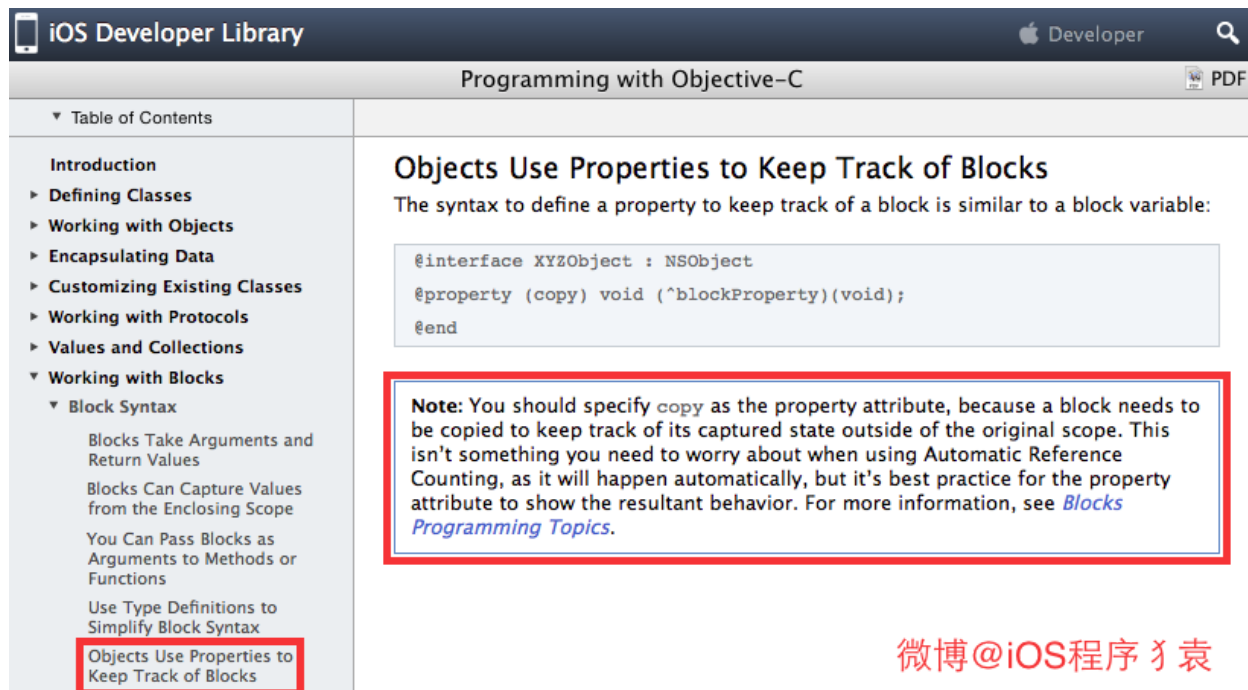 iOS Developer Library
Developer
Programming with Objective-C
PDF
Table of Contents
Introduction
Defining Classes
Working with Objects
Encapsulating Data
Customizing Existing Classes
Working with Protocols
Values and Collections
Working with Blocks
Block Syntax
Blocks Take Arguments and
Return Values
Blocks Can Capture Values
from the Enclosing Scope
You Can Pass Blocks as
Arguments to Methods or
Functions
Use Type Definitions to
Simplify Block Syntax
Objects Use Properties to
Keep Track of Blocks
Objects Use Properties to Keep Track of Blocks
The syntax to define a property to keep track of a block is similar to a block variable:
@interface XYZObject : NSObject
@property (copy) void (^blockProperty)(void);
@end
Note: You should specify copy as the property attribute, because a block needs to
be copied to keep track of its captured state outside of the original scope. This
isn't something you need to worry about when using Automatic Reference
Counting, as it will happen automatically, but it's best practice for the property
attribute to show the resultant behavior. For more information, see Blocks
Programming Topics.
微博@iOS程序犭袁